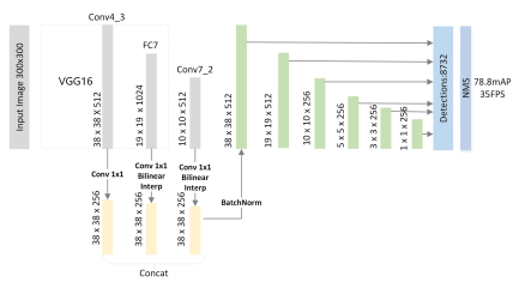 Conv4_3
FC7
Conv7_2
Input Image 300x300
VGG16
38 x 38 x 512
19 x 19 x 1024
10 x 10 x 512
38 x 38 x 512
19 x 19 x 512
10 x 10 x 256
5 x 5 x 256
3 x 3 x 256
1 x 1 x 256
Detections:8732
NMS
78.8mAP
35FPS
Conv 1x1
Conv 1x1
Bilinear
Interp
Conv 1x1
Bilinear
Interp
BatchNorm
38 x 38 x 256
38 x 38 x 256
38 x 38 x 256
Concat